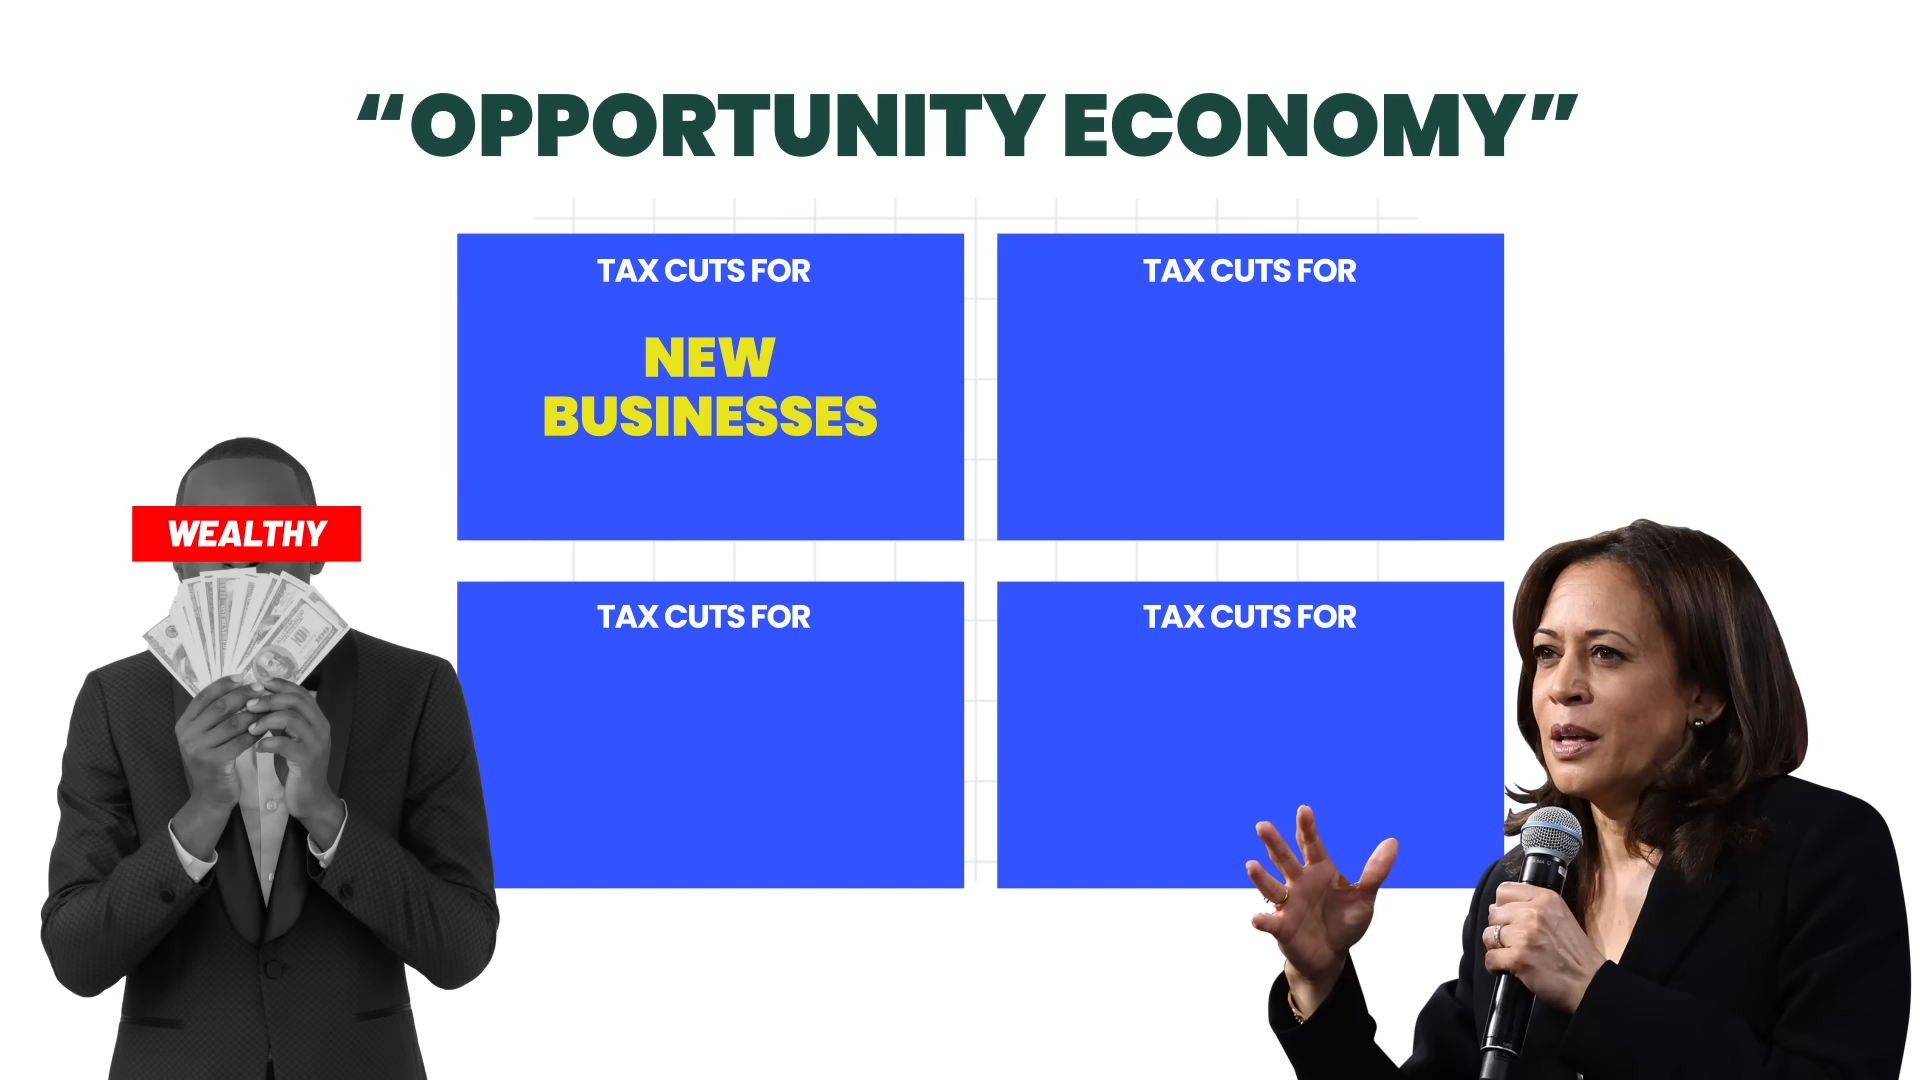 “OPPORTUNITY ECONOMY”
TAX CUTS FOR
NEW
BUSINESSES
TAX CUTS FOR
WEALTHY
TAX CUTS FOR
TAX CUTS FOR